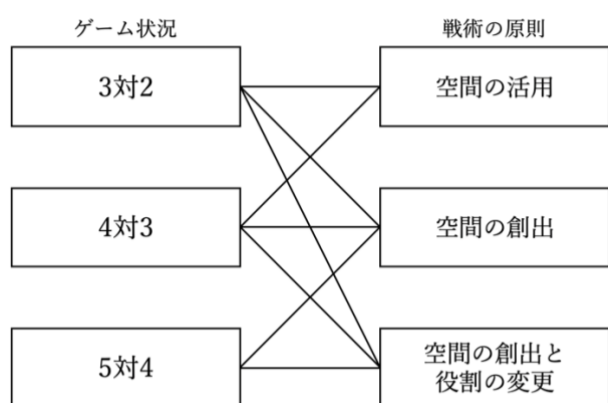 ゲーム状況
戦術の原則
3対2
空間の活用
4対3
空間の創出
5対4
空間の創出と
役割の変更